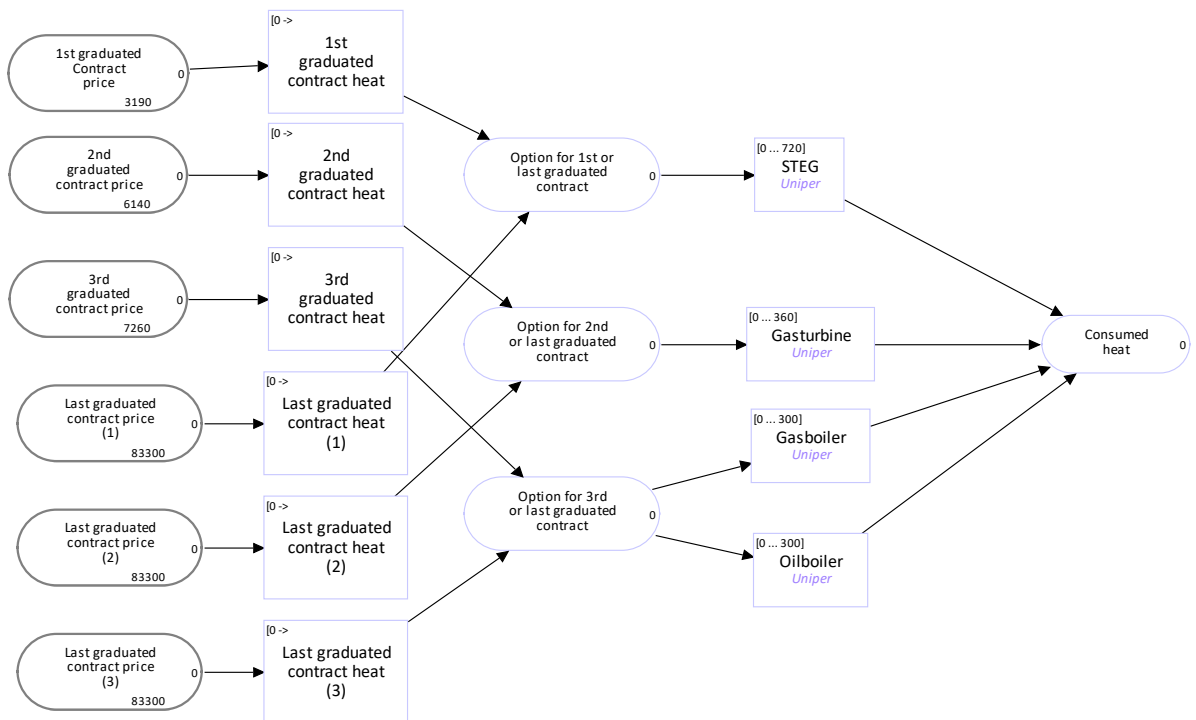 1st graduated
Contract
price
0
3190
[0 ->
1st
graduated
contract heat
2nd
graduated
contract price
0
6140
[0 ->
2nd
graduated
contract heat
3rd
graduated
contract price
0
7260
[0 ->
3rd
graduated
contract heat
Last graduated
contract price
(1)
0
83300
[0 ->
Last graduated
contract heat
(1)
Last graduated
contract price
(2)
0
83300
[0 ->
Last graduated
contract heat
(2)
Last graduated
contract price
(3)
0
83300
[0 ->
Last graduated
contract heat
(3)
Option for 1st or
last graduated
contract
0
Option for 2nd
or last graduated
contract
0
Option for 3rd
or last graduated
contract
0
[0 ... 720]
STEG
Uniper
[0 ... 360]
Gasturbine
Uniper
[0 ... 300]
Gasboiler
Uniper
[0 ... 300]
Oilboiler
Uniper
Consumed
heat
0